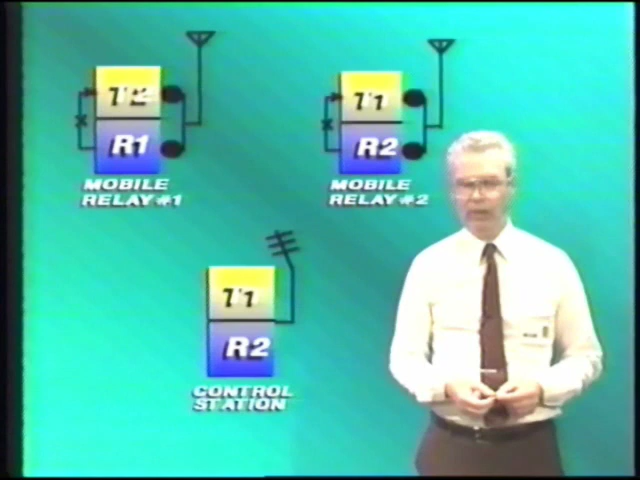 T2
R1
MOBILE
RELAY #1
T1
R2
MOBILE
RELAY #2
T1
R2
CONTROL
STATION